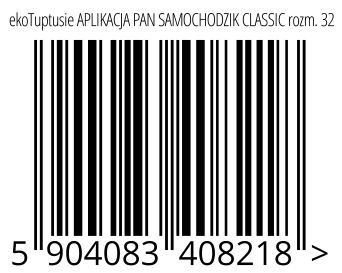 ekoTuptusie APLIKACJA PAN SAMOCHODZIK CLASSIC rozm. 32
5 904083 408218 >